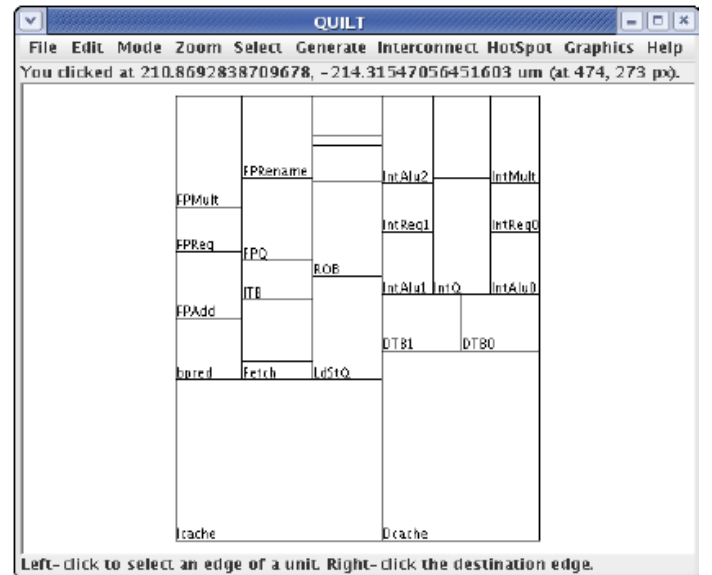 QUILT
File Edit Mode Zoom Select Generate Interconnect HotSpot Graphics Help
You clicked at 210.8692838709678, -214.31547056451603 um (at 474, 273 px).
FPRename IntAlu2 IntMult
FPMult
IntReg1 IntReg0
FPReg FPQ
ROB
ITB IntAlu1 IntQ IntAlu0
FPAdd
DTB1 DTB0
bpred Fetch LdStQ
Icache Dcache
Left-click to select an edge of a unit. Right-click the destination edge.